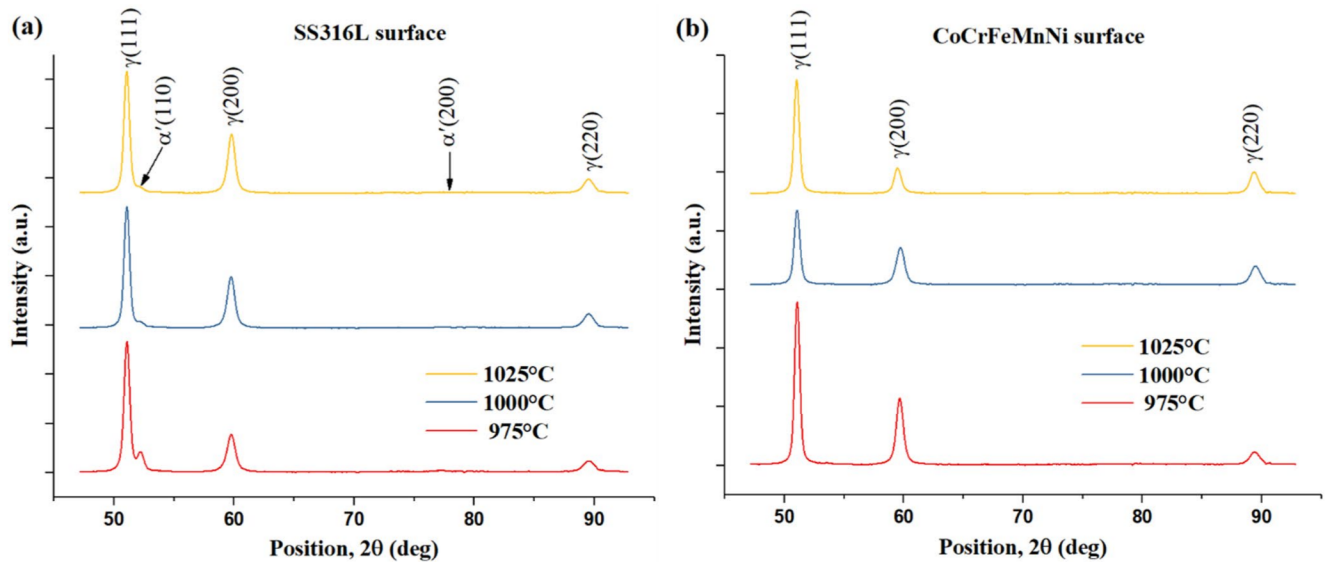 (a)
SS316L surface
γ(111)
α'(110)
γ(200)
α'(200)
γ(220)
Intensity (a.u.)
1025°C
1000°C
975°C
50
60
70
80
90
Position, 2θ (deg)
(b)
CoCrFeMnNi surface
γ(111)
γ(200)
γ(220)
Intensity (a.u.)
1025°C
1000°C
975°C
50
60
70
80
90
Position, 2θ (deg)